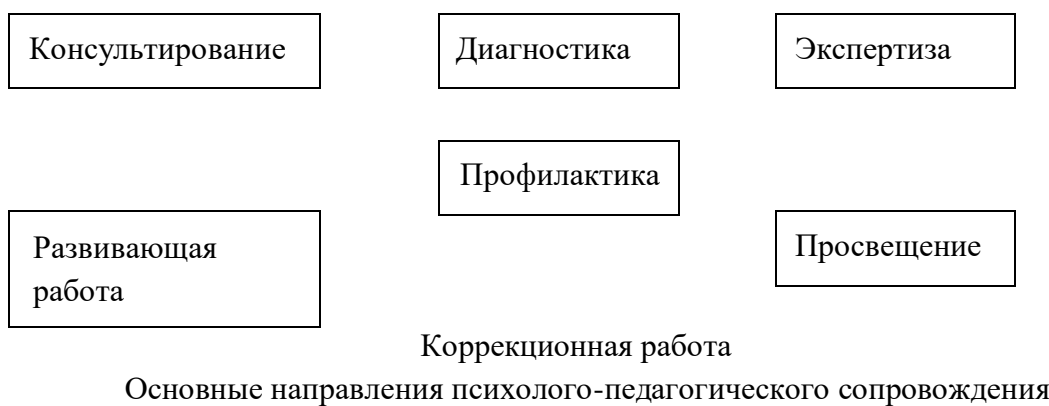 Консультирование
Диагностика
Экспертиза
Профилактика
Развивающая
работа
Просвещение
Коррекционная работа
Основные направления психолого-педагогического сопровождения